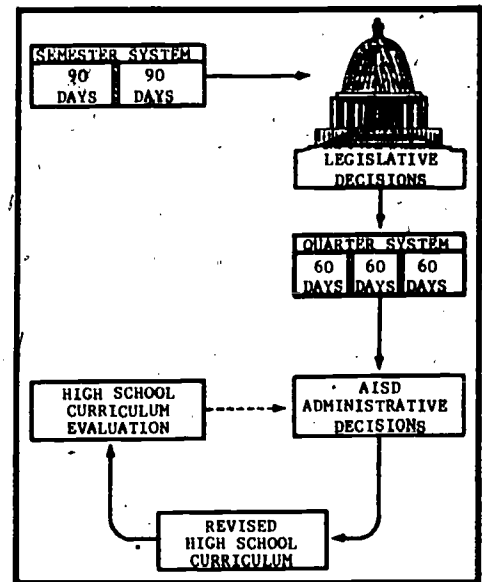 SEMESTER SYSTEM
90 90
DAYS DAYS
LEGISLATIVE
DECISIONS
QUARTER SYSTEM
60 60 60
DAYS DAYS DAYS
HIGH SCHOOL
CURRICULUM
EVALUATION
AISD
ADMINISTRATIVE
DECISIONS
REVISED
HIGH SCHOOL
CURRICULUM